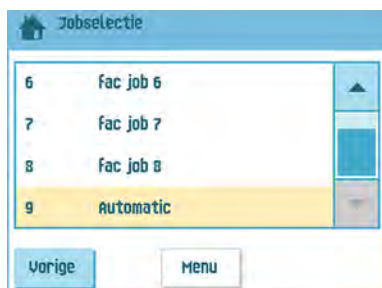 Jobselectie
6 Fac job 6
7 Fac job 7
8 Fac job 8
9 Automatic
Vorige Menu